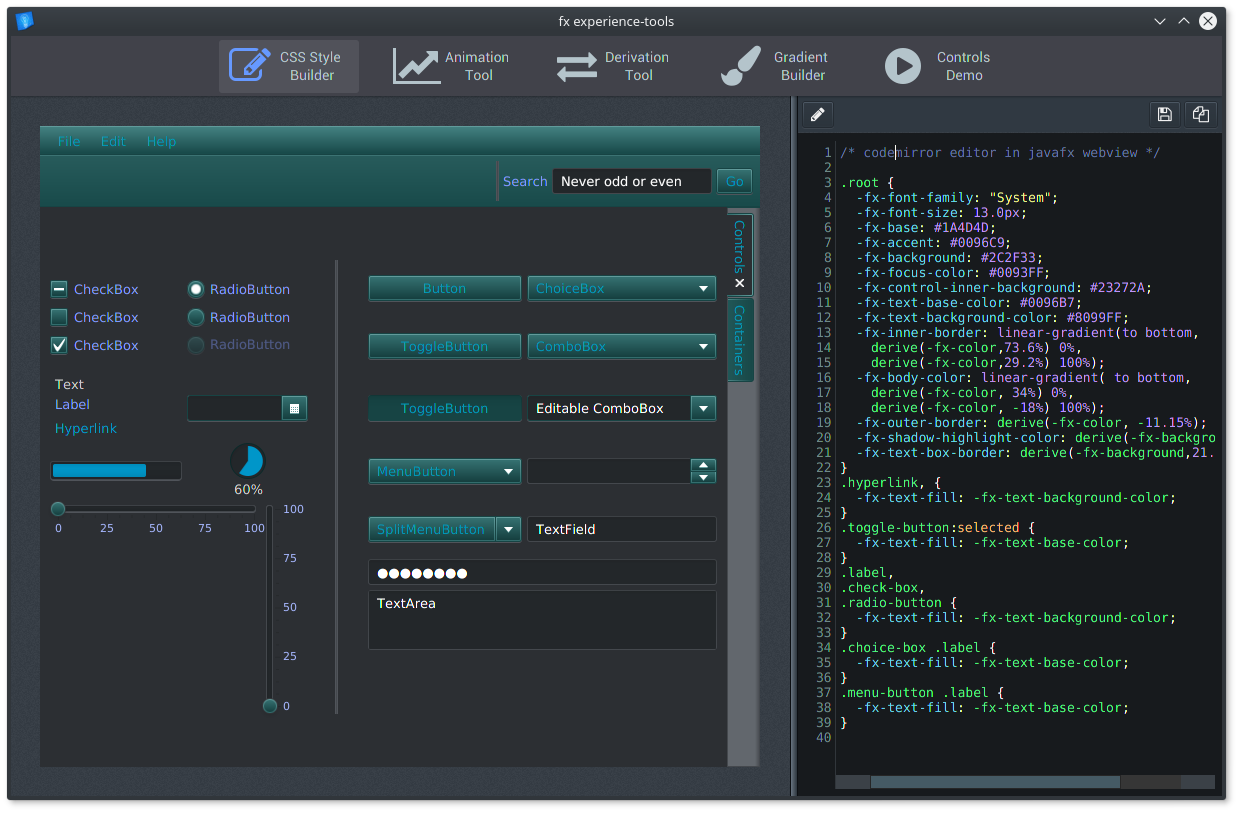 fx experience-tools
CSS Style
Builder
Animation
Tool
Derivation
Tool
Gradient
Builder
Controls
Demo
File Edit Help
Search Never odd or even Go
Controls
Containers
CheckBox RadioButton
CheckBox RadioButton
CheckBox RadioButton
Text
Label
Hyperlink
60%
0 25 50 75 100
100
75
50
25
0
Button ChoiceBox
ToggleButton ComboBox
ToggleButton Editable ComboBox
MenuButton
SplitMenuButton TextField
TextArea
1 /* codemirror editor in javafx webview */
2
3 .root {
4 -fx-font-family: "System";
5 -fx-font-size: 13.0px;
6 -fx-base: #1A4D4D;
7 -fx-accent: #0096C9;
8 -fx-background: #2C2F33;
9 -fx-focus-color: #0093FF;
10 -fx-control-inner-background: #23272A;
11 -fx-text-base-color: #0096B7;
12 -fx-text-background-color: #8099FF;
13 -fx-inner-border: linear-gradient(to bottom,
14 derive(-fx-color,73.6%) 0%,
15 derive(-fx-color,29.2%) 100%);
16 -fx-body-color: linear-gradient( to bottom,
17 derive(-fx-color, 34%) 0%,
18 derive(-fx-color, -18%) 100%);
19 -fx-outer-border: derive(-fx-color, -11.15%);
20 -fx-shadow-highlight-color: derive(-fx-backgro
21 -fx-text-box-border: derive(-fx-background,21.
22 }
23 .hyperlink, {
24 -fx-text-fill: -fx-text-background-color;
25 }
26 .toggle-button:selected {
27 -fx-text-fill: -fx-text-base-color;
28 }
29 .label,
30 .check-box,
31 .radio-button {
32 -fx-text-fill: -fx-text-background-color;
33 }
34 .choice-box .label {
35 -fx-text-fill: -fx-text-base-color;
36 }
37 .menu-button .label {
38 -fx-text-fill: -fx-text-base-color;
39 }
40